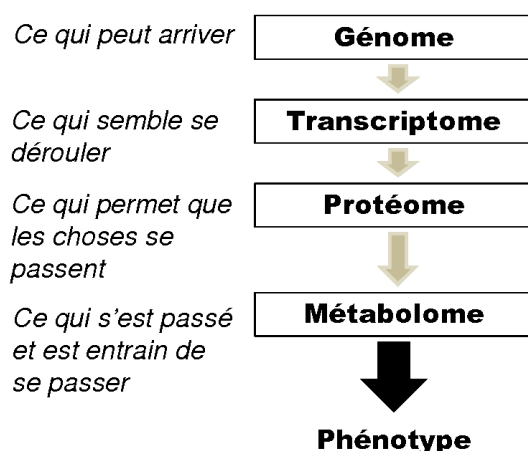 Ce qui peut arriver
Génome
Ce qui semble se
dérouler
Transcriptome
Ce qui permet que
les choses se
passent
Protéome
Ce qui s'est passé
et est entrain de
se passer
Métabolome
Phénotype